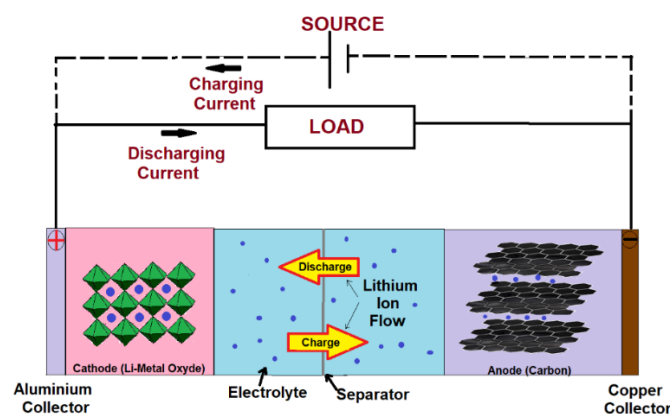 SOURCE
Charging
Current
LOAD
Discharging
Current
+
−
Discharge
Lithium
Ion
Flow
Charge
Cathode (Li-Metal Oxyde)
Anode (Carbon)
Aluminium
Collector
Electrolyte
Separator
Copper
Collector